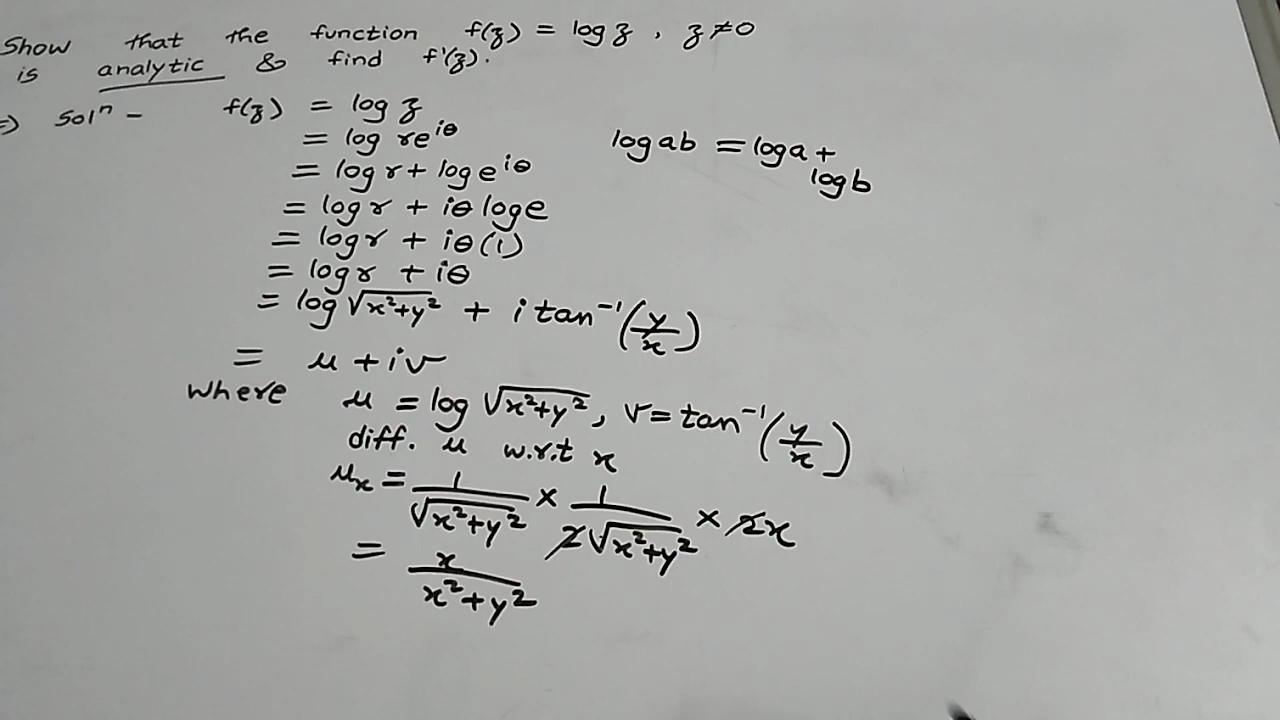 Show that the function f(z) = log z , z ≠ 0
is analytic & find f'(z).
⇒ Solⁿ - f(z) = log z
= log re^{iθ}
log ab = log a + log b
= log r + log e^{iθ}
= log r + iθ log e
= log r + iθ(1)
= log r + iθ
= log √(x²+y²) + i tan⁻¹(y/x)
= u + iv
where u = log √(x²+y²), v = tan⁻¹(y/x)
diff. u w.r.t x
u_x = 1/√(x²+y²) × 1/(2√(x²+y²)) × 2x
= x/(x²+y²)